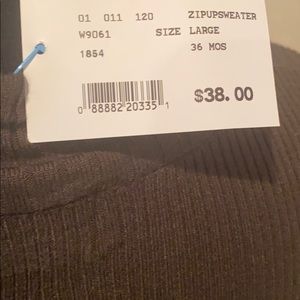 01 011 120 ZIPUPSWEATER
W9061 SIZE LARGE
1854 36 MOS
0 88882 20335 1
$38.00